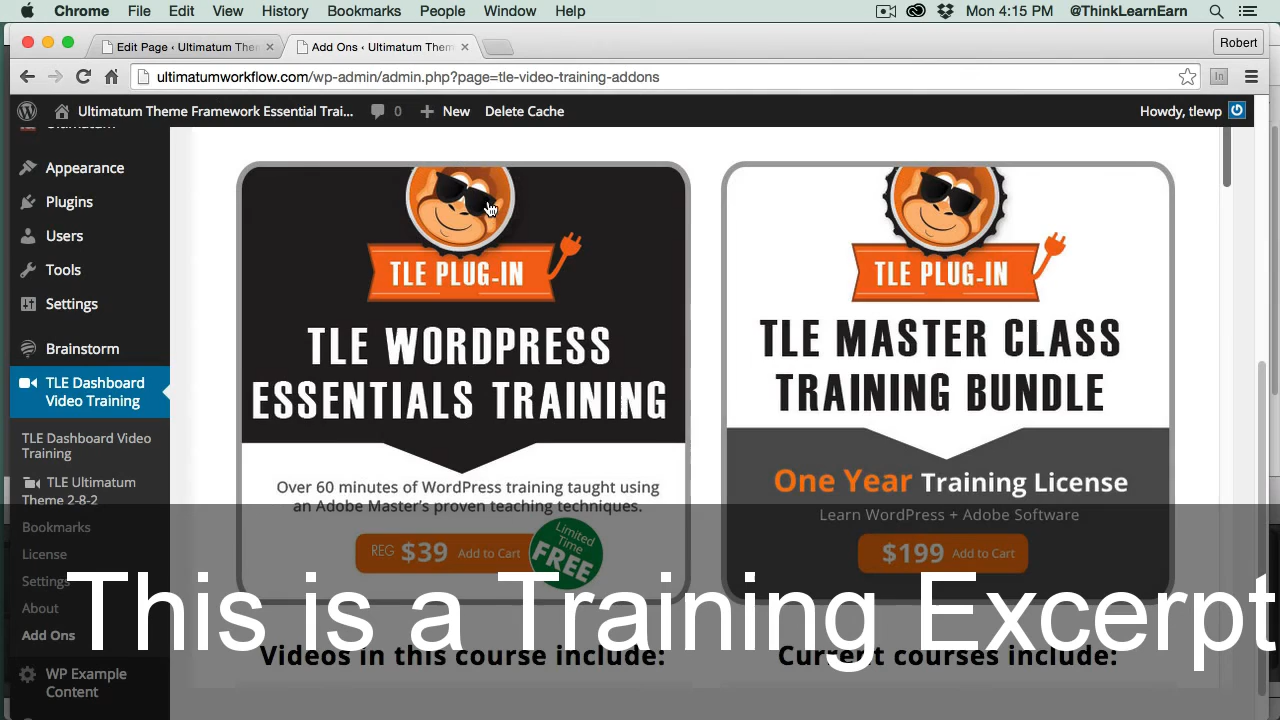 Chrome File Edit View History Bookmarks People Window Help Mon 4:15 PM @ThinkLearnEarn
Edit Page ‹ Ultimatum The
Add Ons ‹ Ultimatum Them
Robert
ultimatumworkflow.com/wp-admin/admin.php?page=tle-video-training-addons
Ultimatum Theme Framework Essential Trai... 0 New Delete Cache Howdy, tlewp
Appearance
Plugins
Users
Tools
Settings
Brainstorm
TLE Dashboard
Video Training
TLE Dashboard Video
Training
TLE Ultimatum
Theme 2-8-2
Bookmarks
License
Settings
About
Add Ons
WP Example
Content
TLE PLUG-IN
TLE WORDPRESS
ESSENTIALS TRAINING
Over 60 minutes of WordPress training taught using
an Adobe Master's proven teaching techniques.
REG $39 Add to Cart
Limited
Time
FREE
Videos in this course include:
TLE PLUG-IN
TLE MASTER CLASS
TRAINING BUNDLE
One Year Training License
Learn WordPress + Adobe Software
$199 Add to Cart
Current courses include:
This is a Training Excerpt